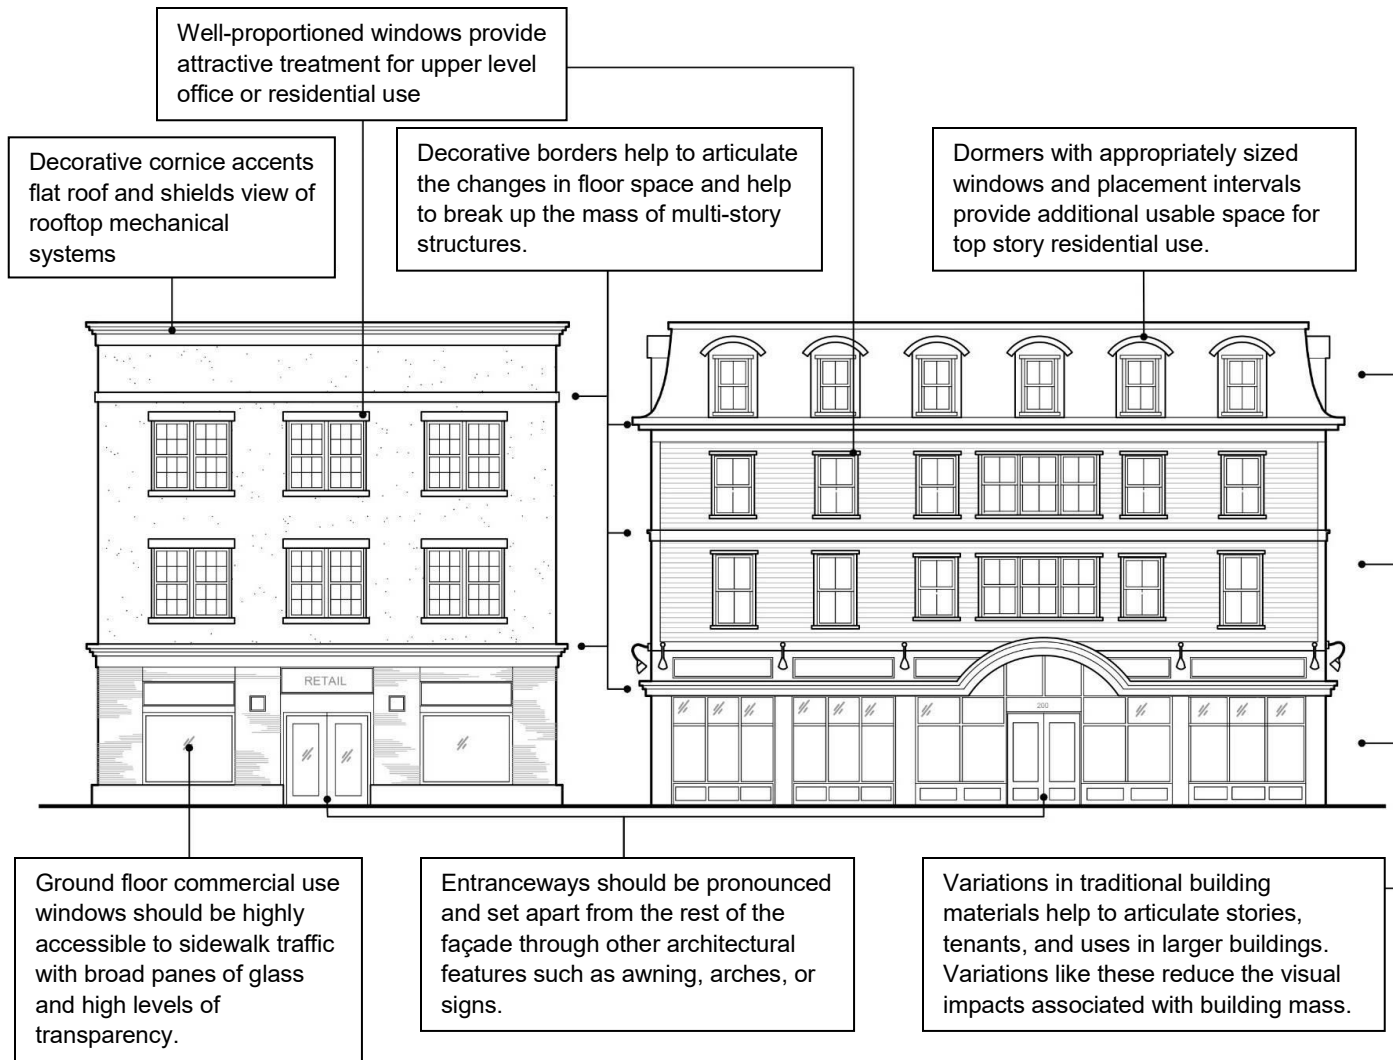 Well-proportioned windows provide
attractive treatment for upper level
office or residential use
Decorative cornice accents
flat roof and shields view of
rooftop mechanical
systems
Decorative borders help to articulate
the changes in floor space and help
to break up the mass of multi-story
structures.
Dormers with appropriately sized
windows and placement intervals
provide additional usable space for
top story residential use.
RETAIL
200
Ground floor commercial use
windows should be highly
accessible to sidewalk traffic
with broad panes of glass
and high levels of
transparency.
Entranceways should be pronounced
and set apart from the rest of the
façade through other architectural
features such as awning, arches, or
signs.
Variations in traditional building
materials help to articulate stories,
tenants, and uses in larger buildings.
Variations like these reduce the visual
impacts associated with building mass.